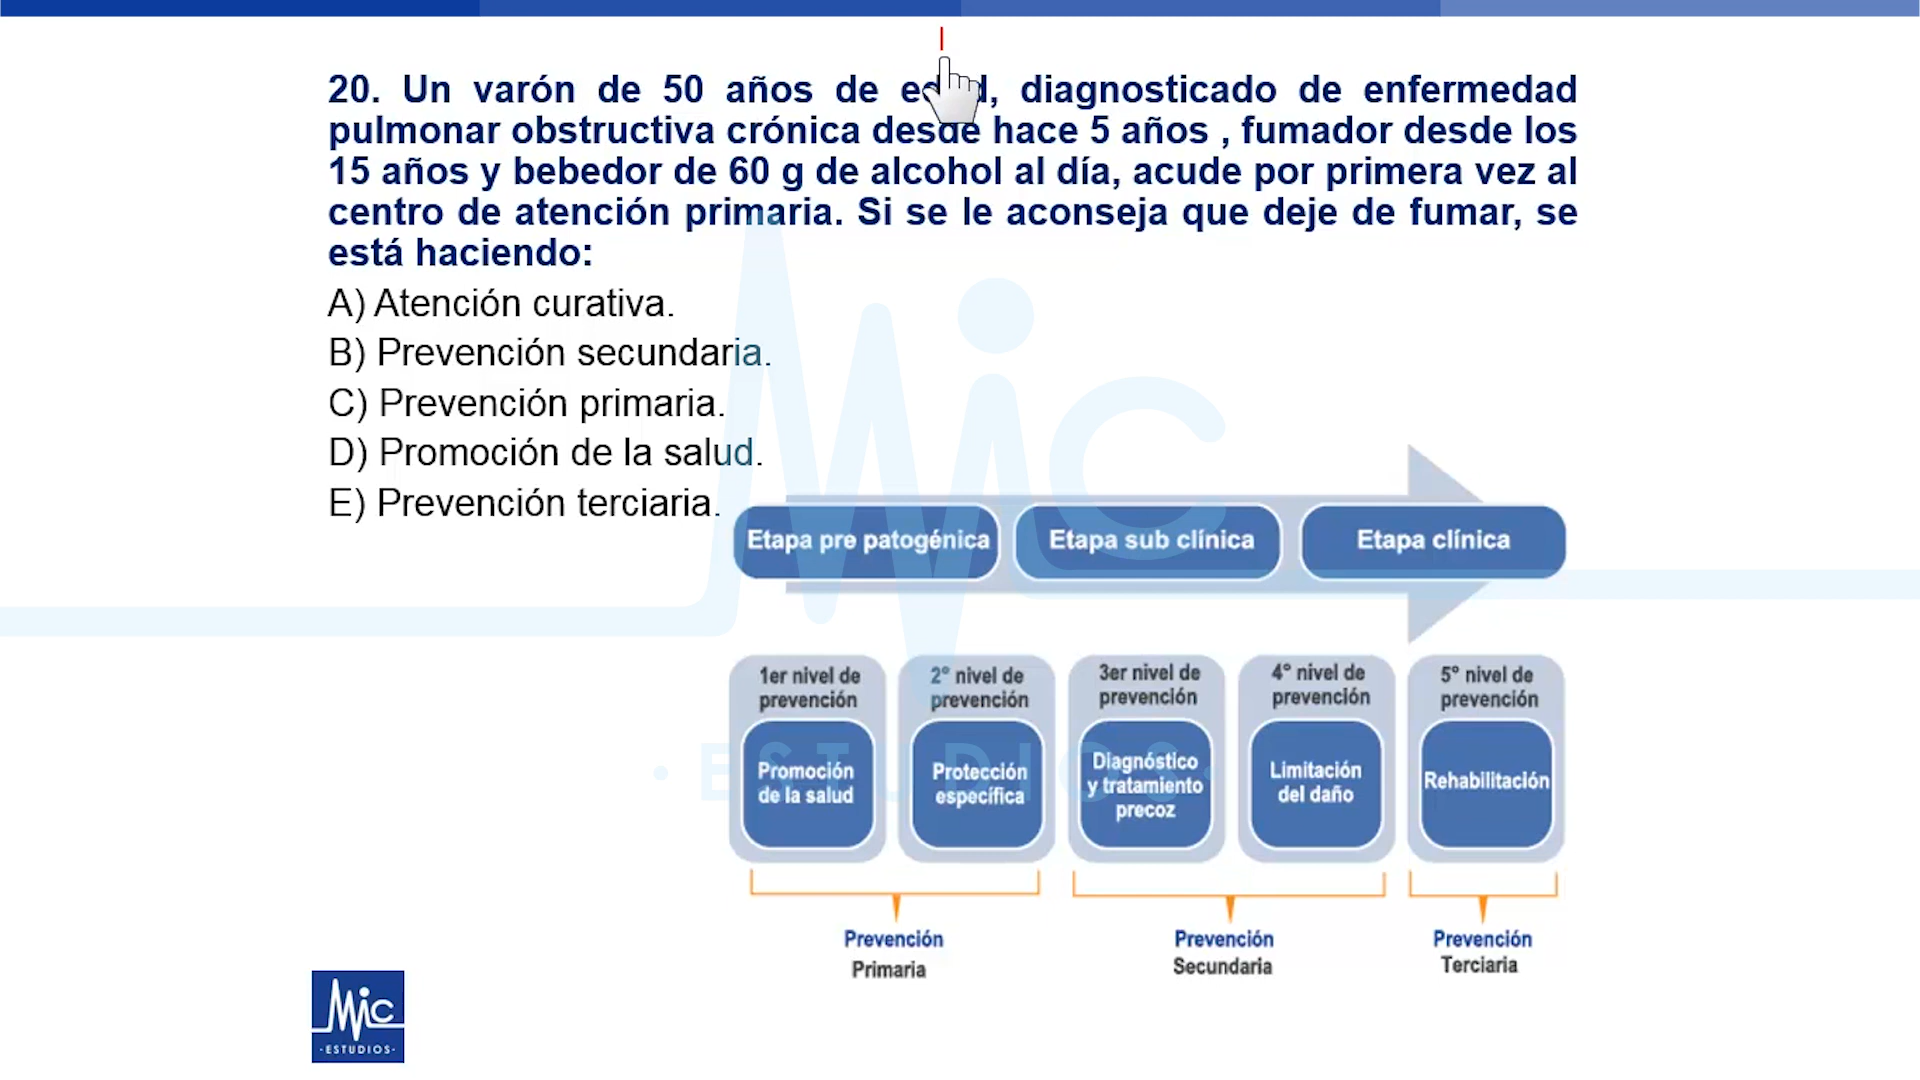 20. Un varón de 50 años de edad, diagnosticado de enfermedad
pulmonar obstructiva crónica desde hace 5 años , fumador desde los
15 años y bebedor de 60 g de alcohol al día, acude por primera vez al
centro de atención primaria. Si se le aconseja que deje de fumar, se
está haciendo:
A) Atención curativa.
B) Prevención secundaria.
C) Prevención primaria.
D) Promoción de la salud.
E) Prevención terciaria.
Etapa pre patogénica
Etapa sub clínica
Etapa clínica
1er nivel de
prevención
Promoción
de la salud
2° nivel de
prevención
Protección
específica
3er nivel de
prevención
Diagnóstico
y tratamiento
precoz
4° nivel de
prevención
Limitación
del daño
5° nivel de
prevención
Rehabilitación
Prevención
Primaria
Prevención
Secundaria
Prevención
Terciaria
MiC
·ESTUDIOS·
MiC
·ESTUDIOS·